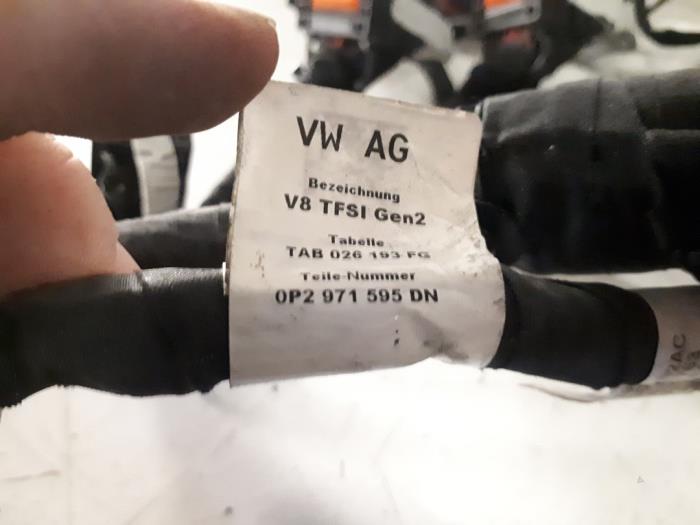 VW AG
Bezeichnung
V8 TFSI Gen2
Tabelle
TAB 026 193 FG
Teile-Nummer
0P2 971 595 DN